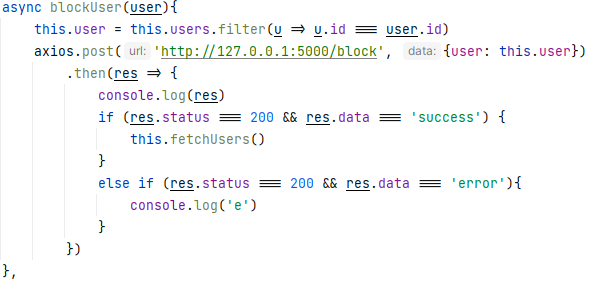 async blockUser(user){
    this.user = this.users.filter(u => u.id === user.id)
    axios.post( url: 'http://127.0.0.1:5000/block', data: {user: this.user})
        .then(res => {
            console.log(res)
            if (res.status === 200 && res.data === 'success') {
                this.fetchUsers()
            }
            else if (res.status === 200 && res.data === 'error'){
                console.log('e')
            }
        })
},